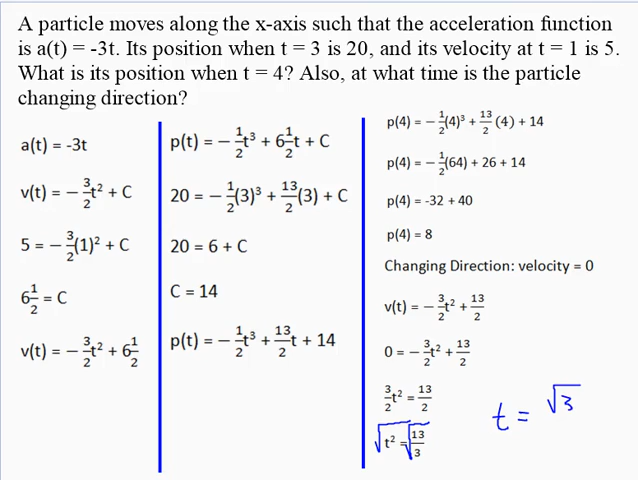 A particle moves along the x-axis such that the acceleration function
is a(t) = -3t. Its position when t = 3 is 20, and its velocity at t = 1 is 5.
What is its position when t = 4? Also, at what time is the particle
changing direction?
a(t) = -3t
v(t) = −3/2t² + C
5 = −3/2(1)² + C
6 1/2 = C
v(t) = −3/2t² + 6 1/2
p(t) = −1/2t³ + 6 1/2t + C
20 = −1/2(3)³ + 13/2(3) + C
20 = 6 + C
C = 14
p(t) = −1/2t³ + 13/2t + 14
p(4) = −1/2(4)³ + 13/2(4) + 14
p(4) = −1/2(64) + 26 + 14
p(4) = -32 + 40
p(4) = 8
Changing Direction: velocity = 0
v(t) = −3/2t² + 13/2
0 = −3/2t² + 13/2
3/2t² = 13/2
√t² = √13/3
t = √3